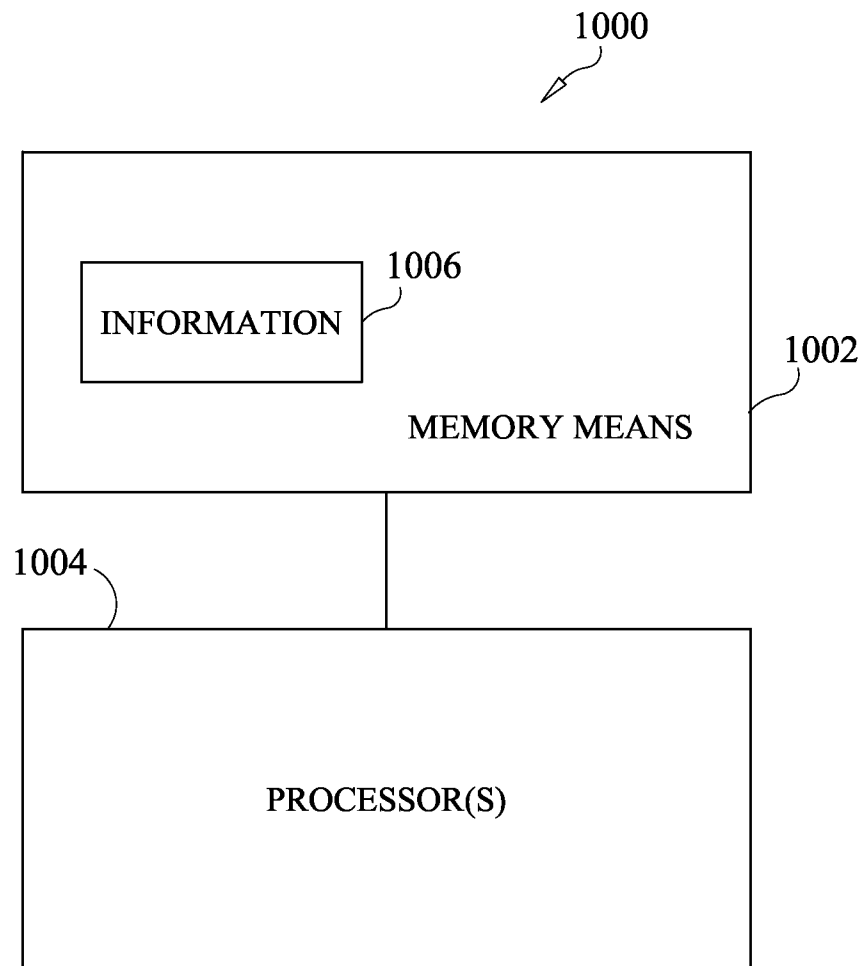 1000
1006
INFORMATION
1002
MEMORY MEANS
1004
PROCESSOR(S)